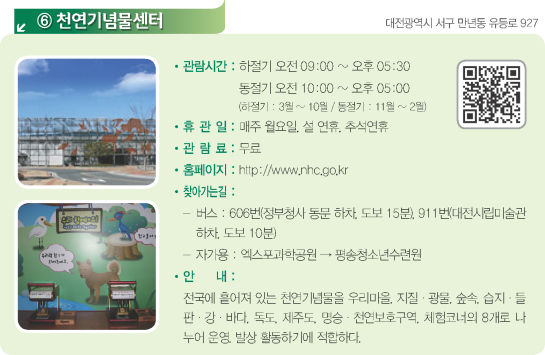 ⑥ 천연기념물센터
대전광역시 서구 만년동 유등로 927
• 관람시간 : 하절기 오전 09:00 ~ 오후 05:30
동절기 오전 10:00 ~ 오후 05:00
(하절기 : 3월 ~ 10월 / 동절기 : 11월 ~ 2월)
• 휴 관 일 : 매주 월요일, 설 연휴, 추석연휴
• 관 람 료 : 무료
• 홈페이지 : http://www.nhc.go.kr
• 찾아가는길 :
– 버스 : 606번(정부청사 동문 하차, 도보 15분), 911번(대전시립미술관
하차, 도보 10분)
– 자가용 : 엑스포과학공원 → 평송청소년수련원
• 안 내 :
전국에 흩어져 있는 천연기념물을 우리마을, 지질·광물, 숲속, 습지·들
판·강·바다, 독도, 제주도, 명승·천연보호구역, 체험코너의 8개로 나
누어 운영. 발상 활동하기에 적합하다.